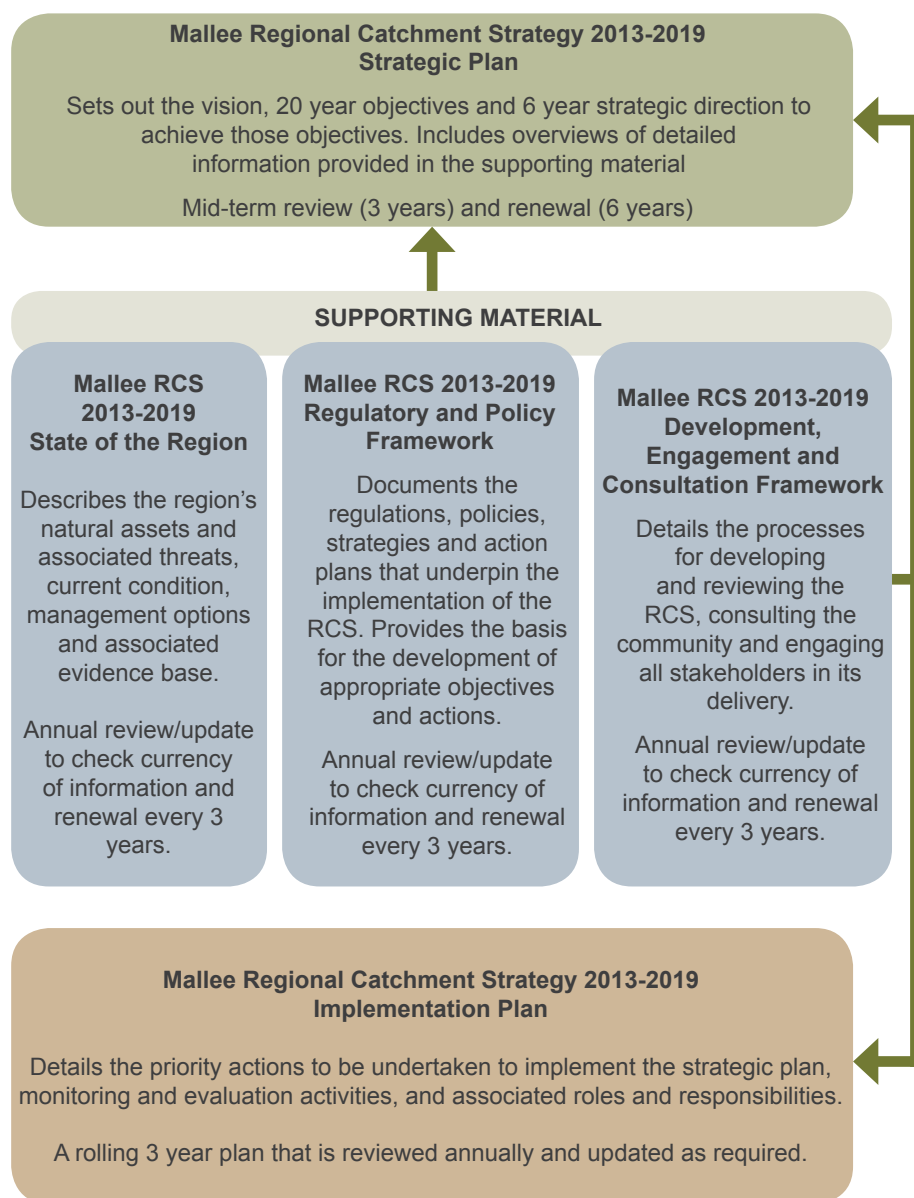 Mallee Regional Catchment Strategy 2013-2019
Strategic Plan
Sets out the vision, 20 year objectives and 6 year strategic direction to
achieve those objectives. Includes overviews of detailed
information provided in the supporting material
Mid-term review (3 years) and renewal (6 years)
SUPPORTING MATERIAL
Mallee RCS
2013-2019
State of the Region
Describes the region's
natural assets and
associated threats,
current condition,
management options
and associated
evidence base.
Annual review/update
to check currency
of information and
renewal every 3
years.
Mallee RCS 2013-2019
Regulatory and Policy
Framework
Documents the
regulations, policies,
strategies and action
plans that underpin the
implementation of the
RCS. Provides the basis
for the development of
appropriate objectives
and actions.
Annual review/update
to check currency of
information and renewal
every 3 years.
Mallee RCS 2013-2019
Development,
Engagement and
Consultation Framework
Details the processes
for developing
and reviewing the
RCS, consulting the
community and engaging
all stakeholders in its
delivery.
Annual review/update
to check currency of
information and renewal
every 3 years.
Mallee Regional Catchment Strategy 2013-2019
Implementation Plan
Details the priority actions to be undertaken to implement the strategic plan,
monitoring and evaluation activities, and associated roles and responsibilities.
A rolling 3 year plan that is reviewed annually and updated as required.